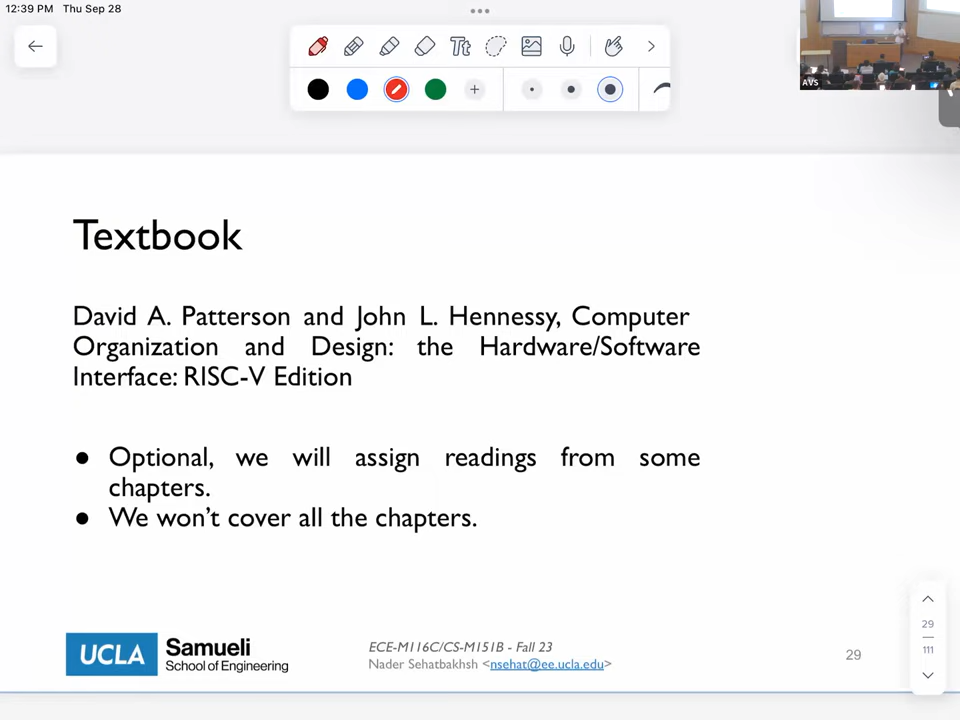 12:39 PM Thu Sep 28
Tt
AVS
Textbook
David A. Patterson and John L. Hennessy, Computer
Organization and Design: the Hardware/Software
Interface: RISC-V Edition
● Optional, we will assign readings from some
chapters.
● We won't cover all the chapters.
29
111
UCLA Samueli
School of Engineering
ECE-M116C/CS-M151B - Fall 23
Nader Sehatbakhsh <nsehat@ee.ucla.edu>
29